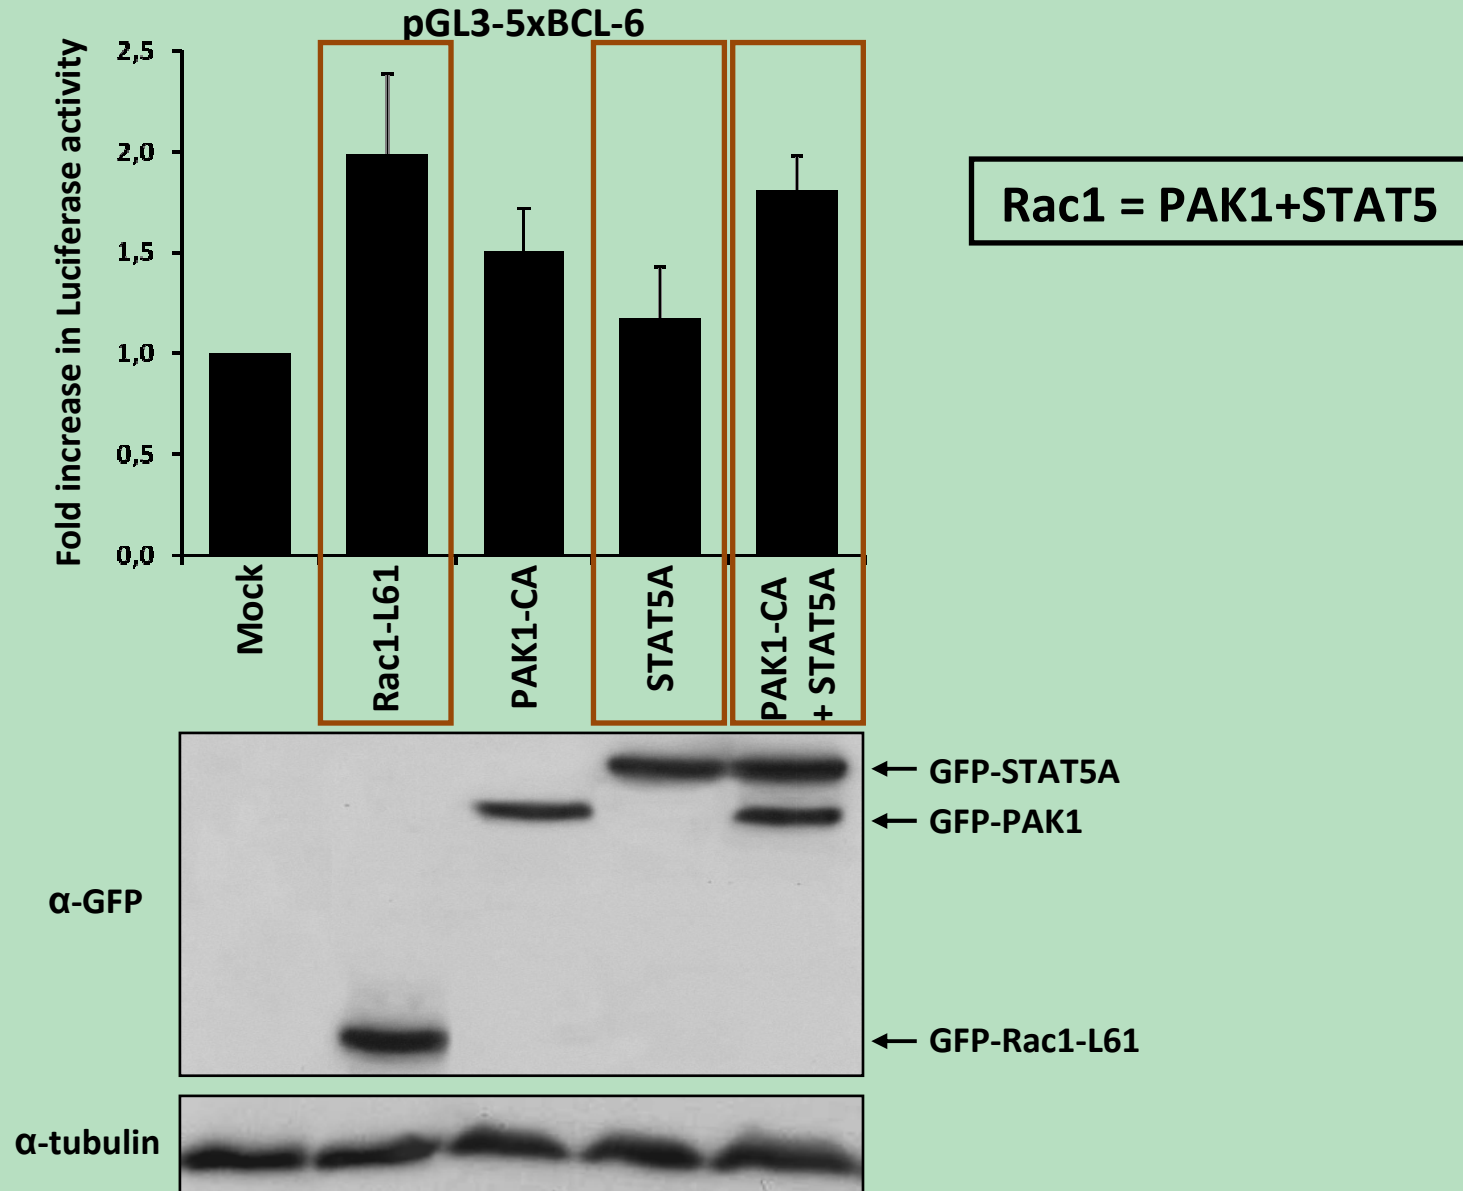 pGL3-5xBCL-6
Fold increase in Luciferase activity
2,5
2,0
1,5
1,0
0,5
0,0
Mock
Rac1-L61
PAK1-CA
STAT5A
PAK1-CA
+ STAT5A
Rac1 = PAK1+STAT5
GFP-STAT5A
GFP-PAK1
α-GFP
GFP-Rac1-L61
α-tubulin